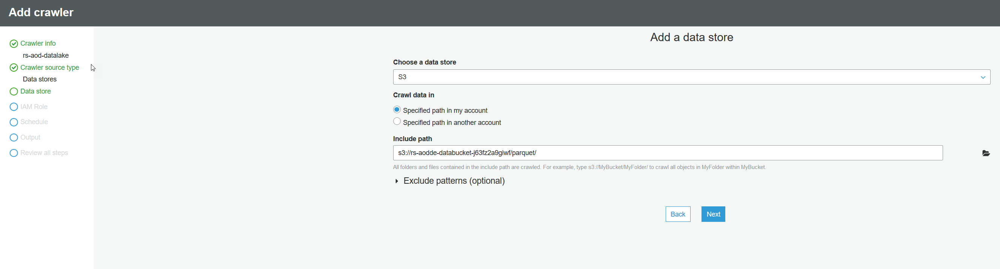 Add crawler
Crawler info
rs-aod-datalake
Crawler source type
Data stores
Data store
IAM Role
Schedule
Output
Review all steps
Add a data store
Choose a data store
S3
Crawl data in
Specified path in my account
Specified path in another account
Include path
s3://rs-aodde-databucket-j63fz2a9giwf/parquet/
All folders and files contained in the include path are crawled. For example, type s3://MyBucket/MyFolder/ to crawl all objects in MyFolder within MyBucket.
Exclude patterns (optional)
Back Next